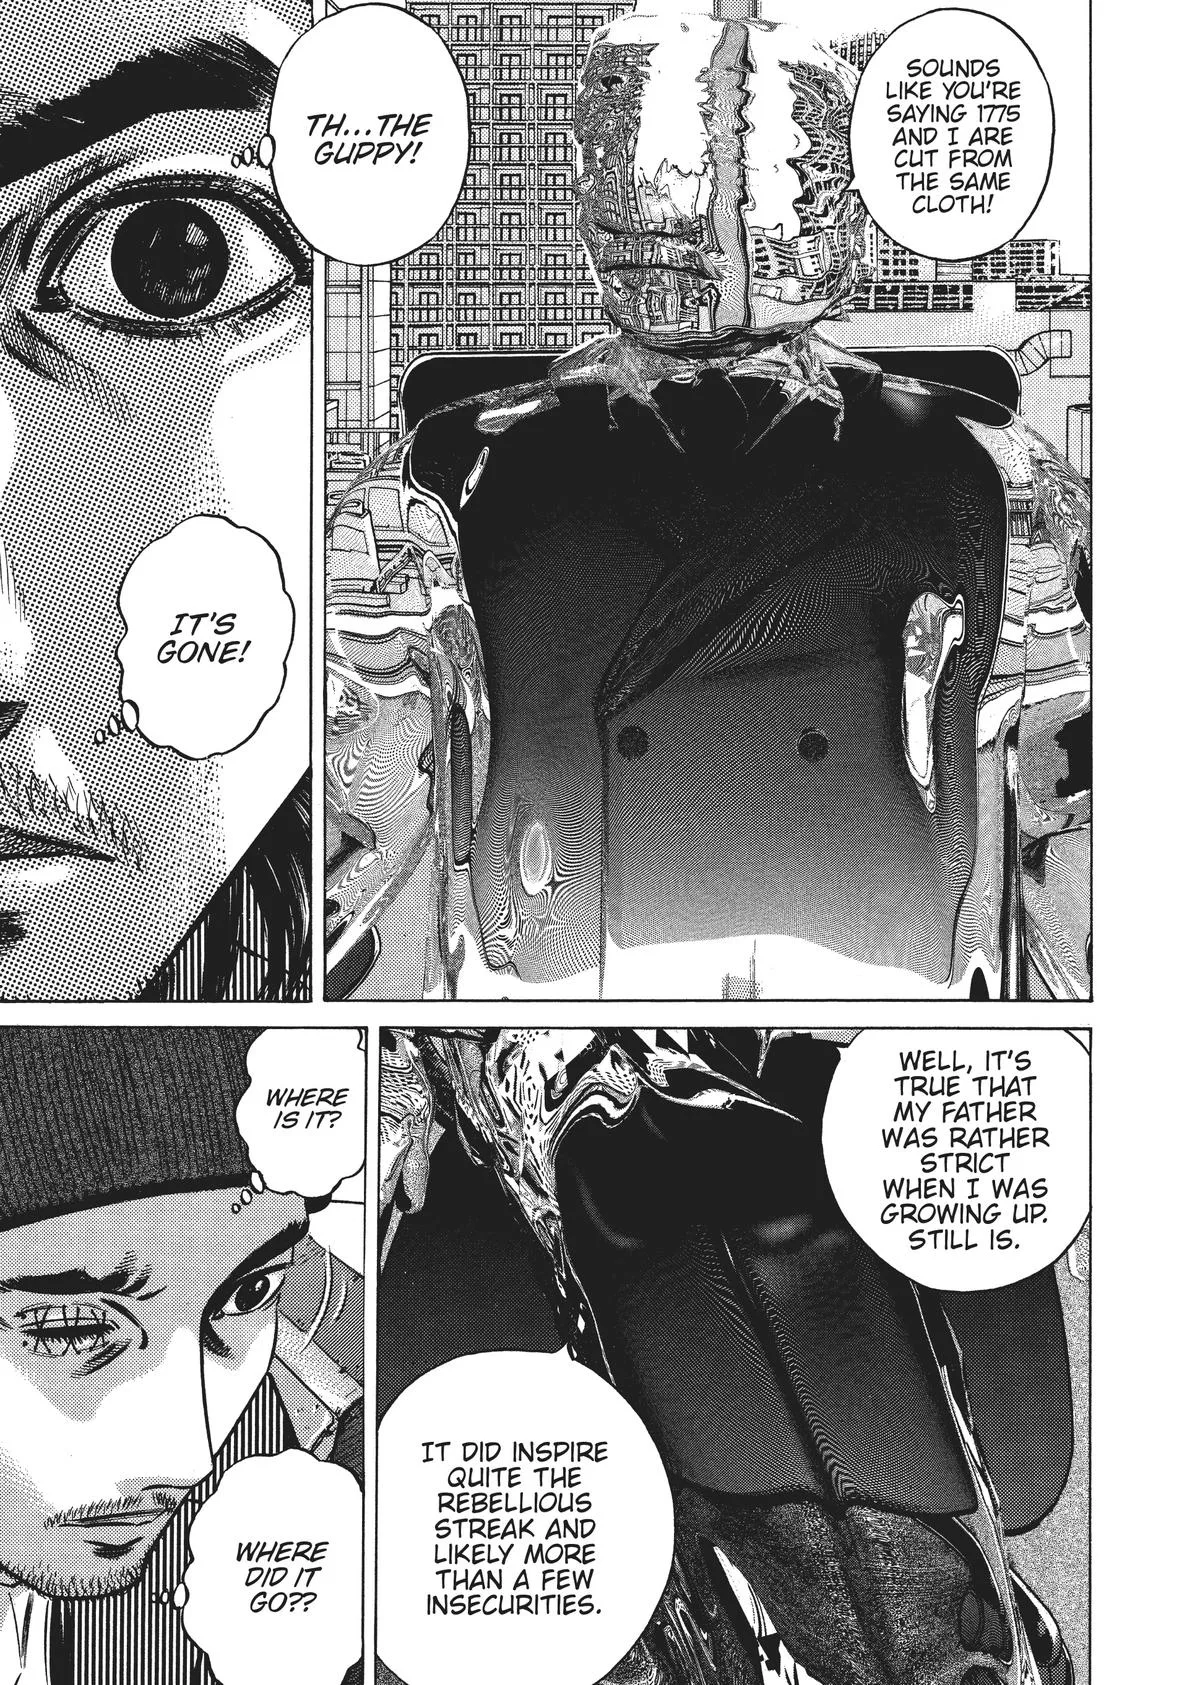 SOUNDS
LIKE YOU'RE
SAYING 1775
AND I ARE
CUT FROM
THE SAME
CLOTH!
TH...THE
GUPPY!
IT'S
GONE!
WELL, IT'S
TRUE THAT
MY FATHER
WAS RATHER
STRICT
WHEN I WAS
GROWING UP.
STILL IS.
IT DID INSPIRE
QUITE THE
REBELLIOUS
STREAK AND
LIKELY MORE
THAN A FEW
INSECURITIES.
WHERE
IS IT?
WHERE
DID IT
GO??